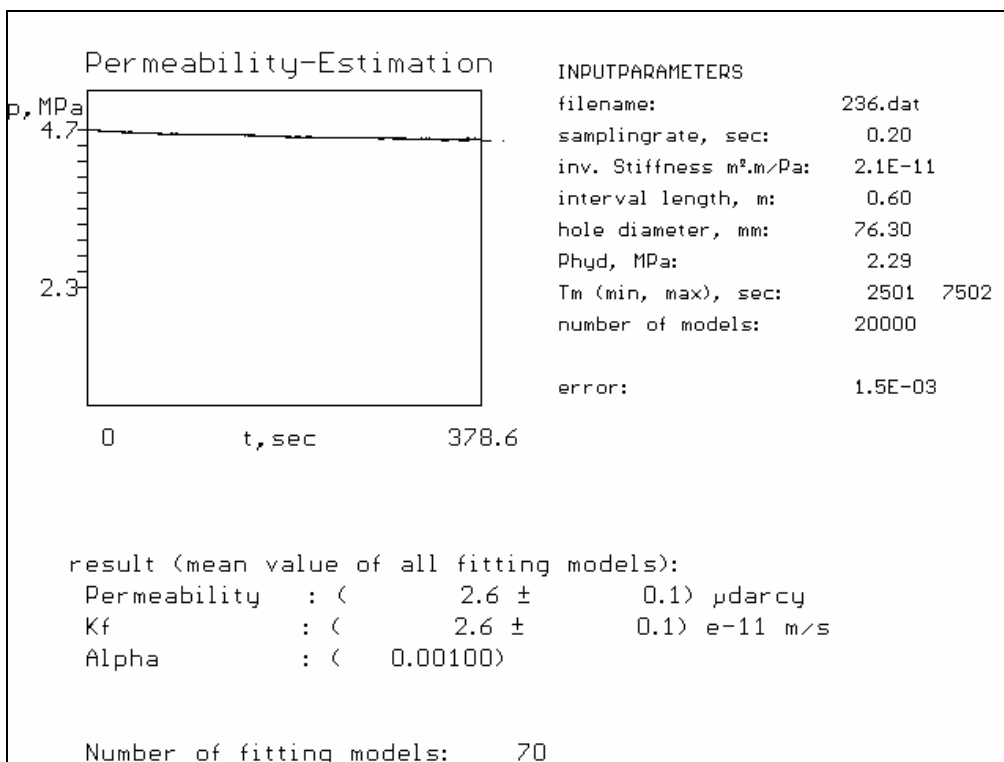 Permeability-Estimation
p,MPa
4.7
2.3
0 t,sec 378.6
INPUTPARAMETERS
filename: 236.dat
samplingrate, sec: 0.20
inv. Stiffness m².m/Pa: 2.1E-11
interval length, m: 0.60
hole diameter, mm: 76.30
Phyd, MPa: 2.29
Tm (min, max), sec: 2501 7502
number of models: 20000
error: 1.5E-03
result (mean value of all fitting models):
Permeability : ( 2.6 ± 0.1) µdarcy
Kf : ( 2.6 ± 0.1) e-11 m/s
Alpha : ( 0.00100)
Number of fitting models: 70